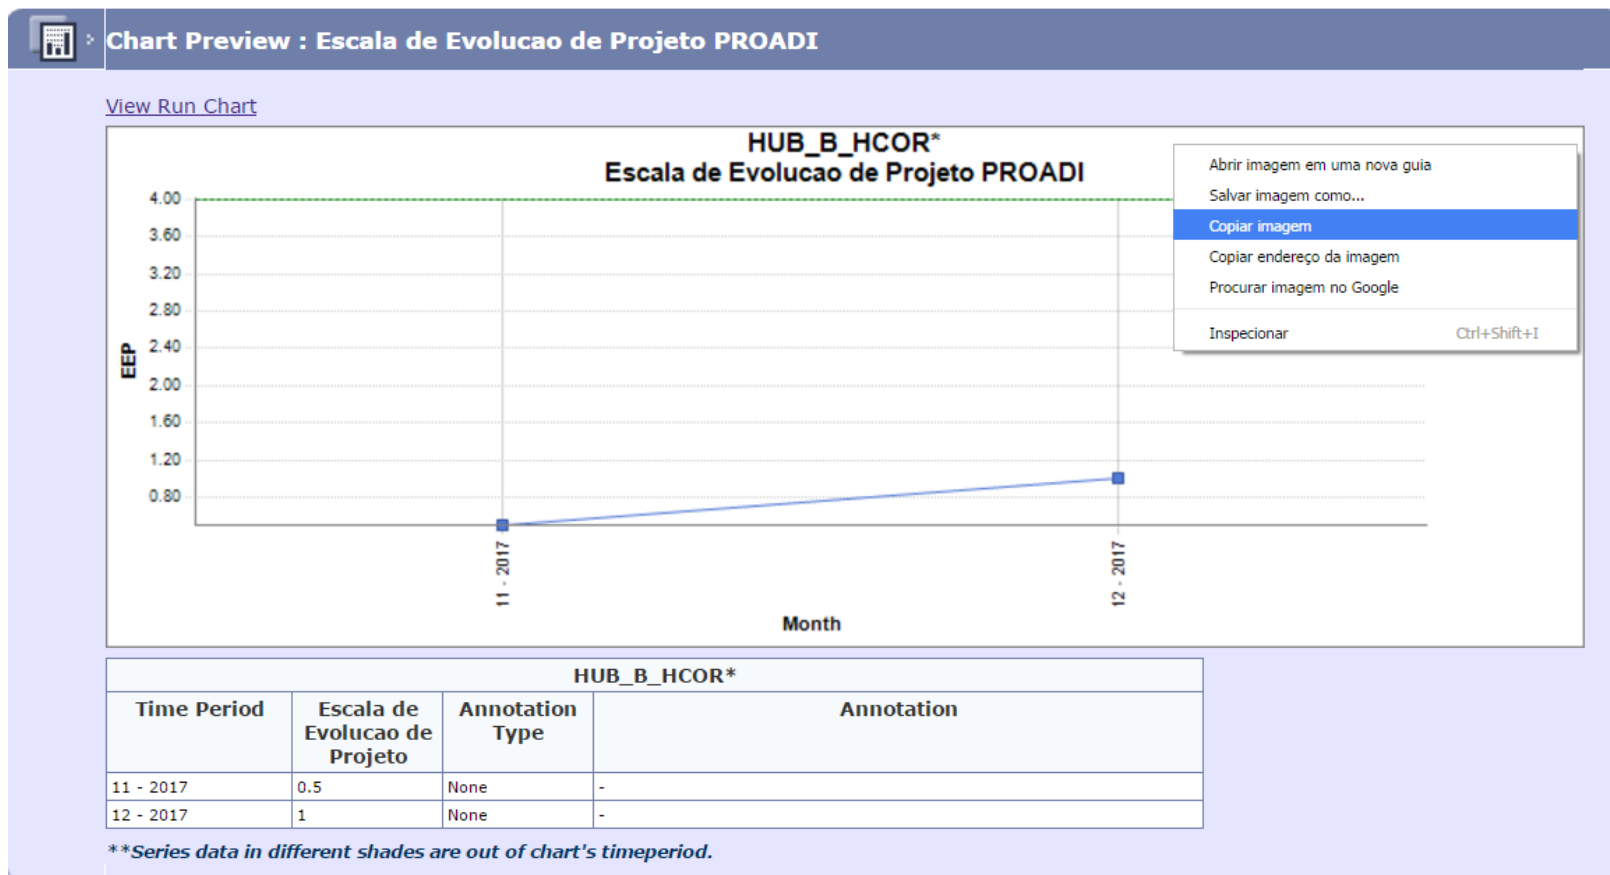 Chart Preview : Escala de Evolucao de Projeto PROADI
View Run Chart
HUB_B_HCOR*
Escala de Evolucao de Projeto PROADI
Abrir imagem em uma nova guia
Salvar imagem como...
Copiar imagem
Copiar endereço da imagem
Procurar imagem no Google
Inspecionar Ctrl+Shift+I
4.00
3.60
3.20
2.80
2.40
2.00
1.60
1.20
0.80
EEP
11 - 2017
12 - 2017
Month
HUB_B_HCOR*
Time Period
Escala de
Evolucao de
Projeto
Annotation
Type
Annotation
11 - 2017 0.5 None -
12 - 2017 1 None -
**Series data in different shades are out of chart's timeperiod.